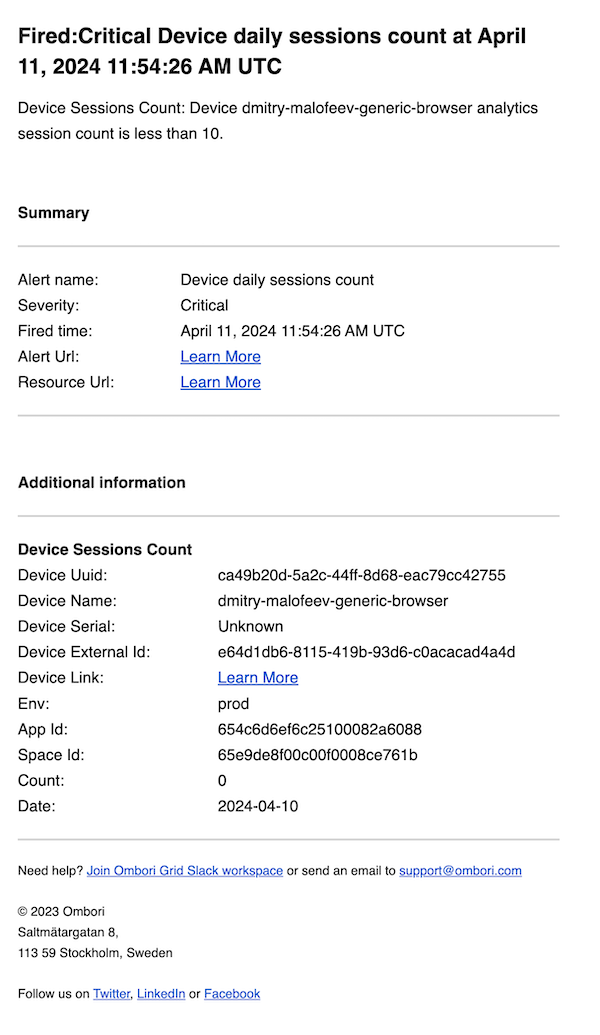 Fired:Critical Device daily sessions count at April
11, 2024 11:54:26 AM UTC
Device Sessions Count: Device dmitry-malofeev-generic-browser analytics
session count is less than 10.
Summary
Alert name: Device daily sessions count
Severity: Critical
Fired time: April 11, 2024 11:54:26 AM UTC
Alert Url: Learn More
Resource Url: Learn More
Additional information
Device Sessions Count
Device Uuid: ca49b20d-5a2c-44ff-8d68-eac79cc42755
Device Name: dmitry-malofeev-generic-browser
Device Serial: Unknown
Device External Id: e64d1db6-8115-419b-93d6-c0acacad4a4d
Device Link: Learn More
Env: prod
App Id: 654c6d6ef6c25100082a6088
Space Id: 65e9de8f00c00f0008ce761b
Count: 0
Date: 2024-04-10
Need help? Join Ombori Grid Slack workspace or send an email to support@ombori.com
© 2023 Ombori
Saltmätargatan 8,
113 59 Stockholm, Sweden
Follow us on Twitter, LinkedIn or Facebook